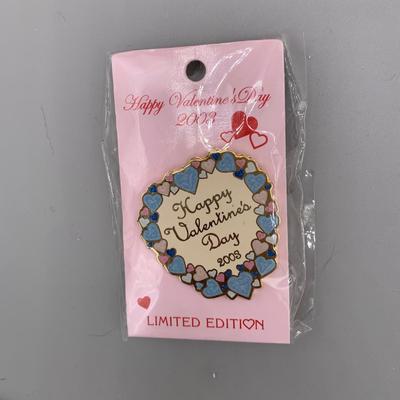 Happy Valentine's Day
2003
Happy
Valentine's
Day
2003
LIMITED EDITION